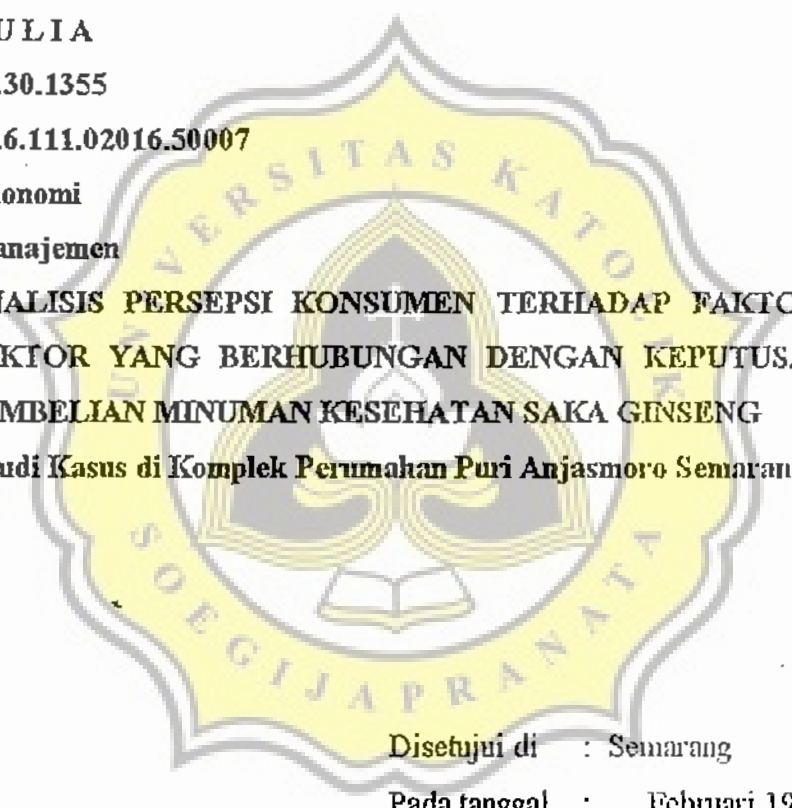 ULIA
.30.1355
.6.111.02016.50007
onomi
anajemen
ALISIS PERSEPSI KONSUMEN TERHADAP FAKTO
KTOR YANG BERHUBUNGAN DENGAN KEPUTUS
MBELIAN MINUMAN KESEHATAN SAKA GINSENG
udi Kasus di Komplek Perumahan Puri Anjasmoro Semaran
UNIVERSITAS KATOLIK
SOEGIJAPRANATA
Disetujui di : Semarang
Pada tanggal : Februari 19